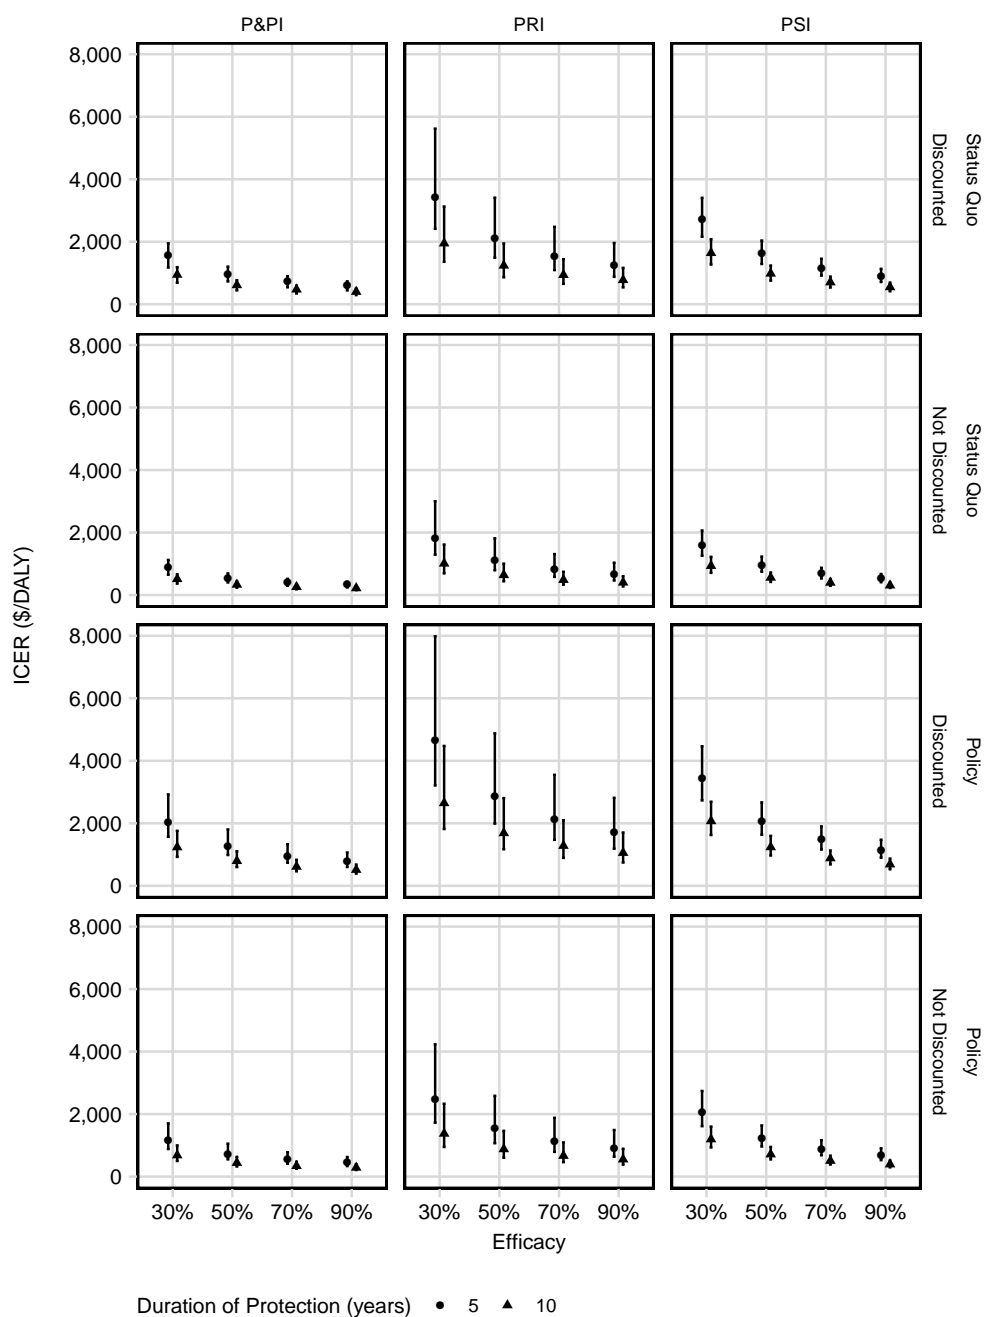 P&PI
PRI
PSI
8,000
6,000
4,000
2,000
0
Status Quo
Discounted
8,000
6,000
4,000
2,000
0
Status Quo
Not Discounted
8,000
6,000
4,000
2,000
0
Policy
Discounted
8,000
6,000
4,000
2,000
0
Policy
Not Discounted
ICER ($/DALY)
30% 50% 70% 90% 30% 50% 70% 90% 30% 50% 70% 90%
Efficacy
Duration of Protection (years) 5 10